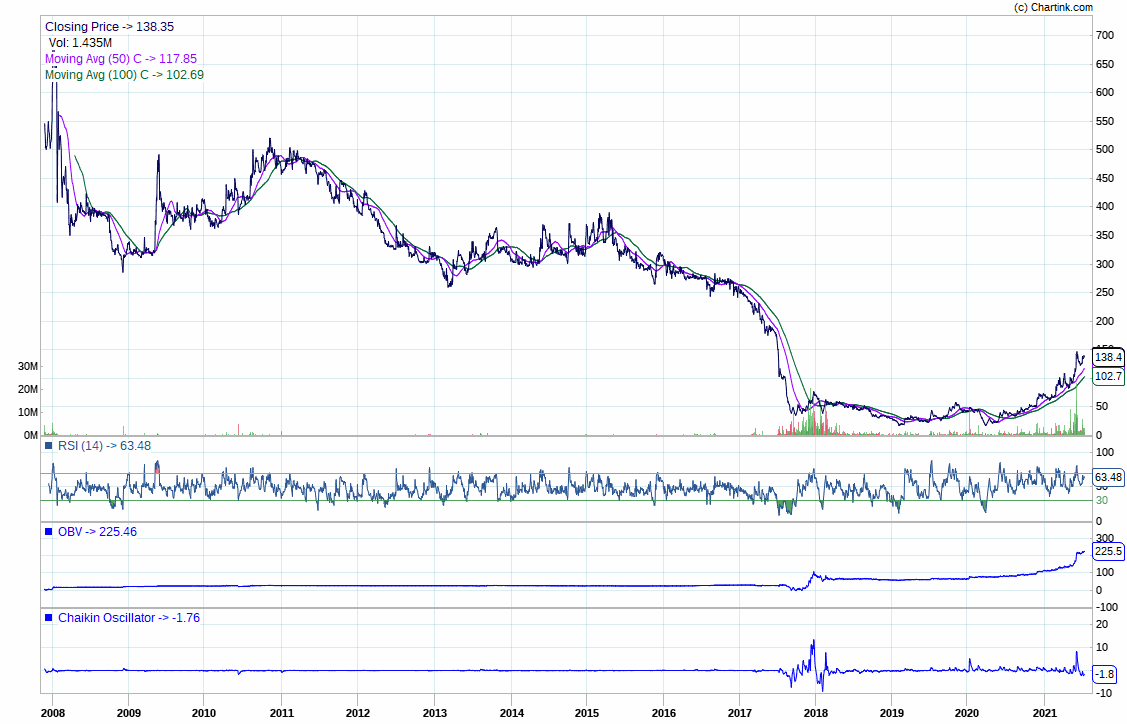 (c) Chartink.com
Closing Price -> 138.35
Vol: 1.435M
Moving Avg (50) C -> 117.85
Moving Avg (100) C -> 102.69
700
650
600
550
500
450
400
350
300
250
200
138.4
102.7
50
0
30M
20M
10M
0M
RSI (14) -> 63.48
100
63.48
30
0
OBV -> 225.46
300
225.5
100
0
-100
Chaikin Oscillator -> -1.76
20
10
-1.8
-10
2008 2009 2010 2011 2012 2013 2014 2015 2016 2017 2018 2019 2020 2021